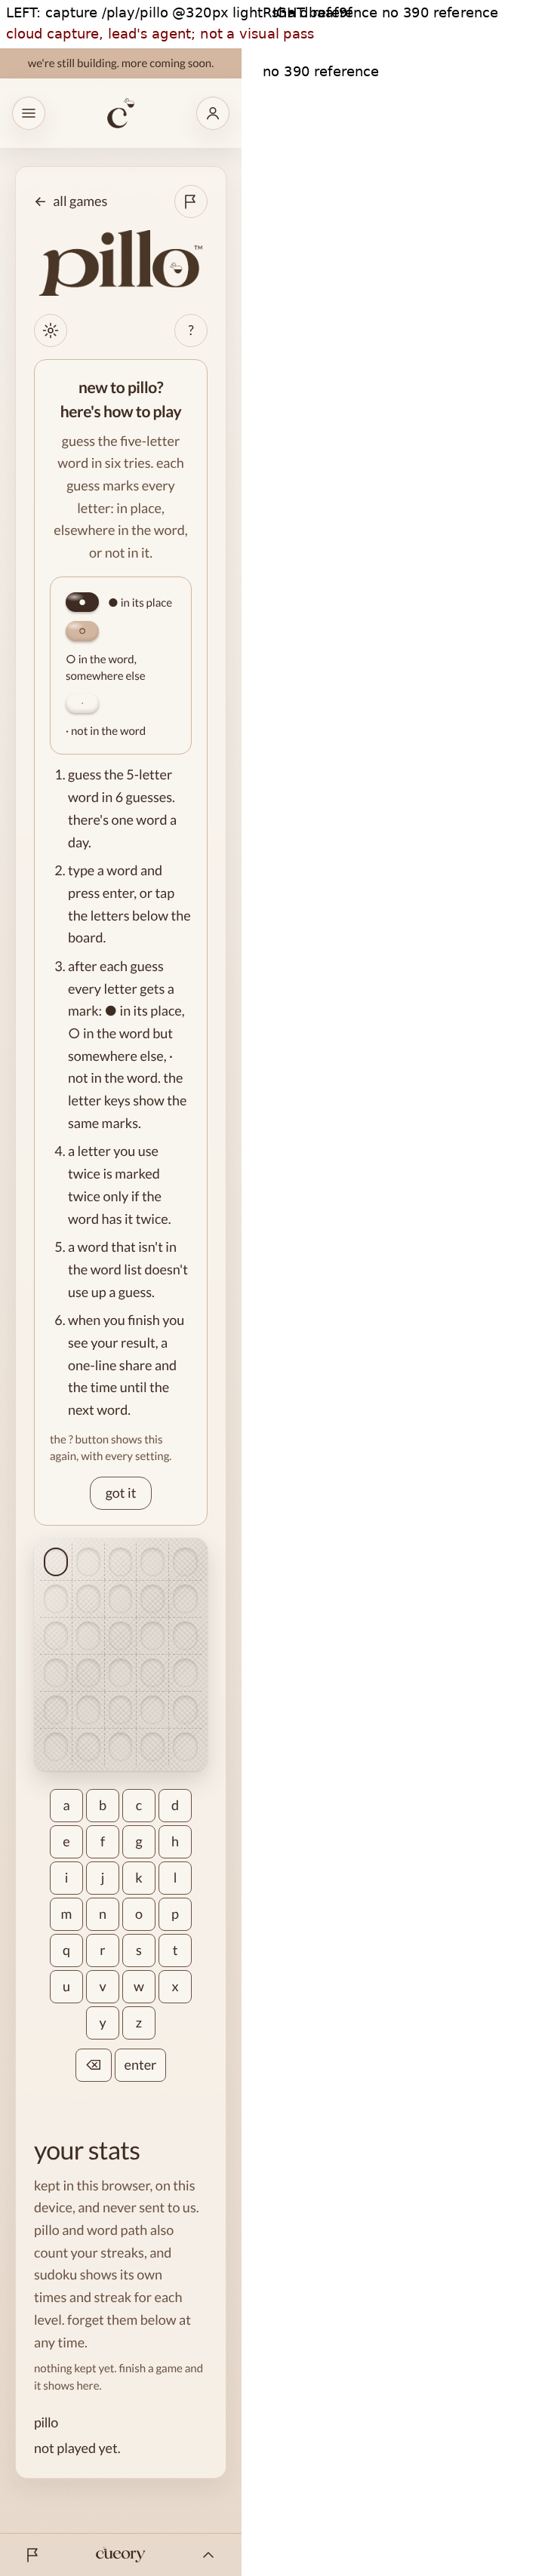 LEFT: capture /play/pillo @320px light
RIGHT: reference no 390 reference
cloud capture, lead's agent; not a visual pass
no 390 reference
we're still building. more coming soon.
c
← all games
pillo™
?
new to pillo?
here's how to play
guess the five-letter
word in six tries. each
guess marks every
letter: in place,
elsewhere in the word,
or not in it.
● in its place
○ in the word,
somewhere else
· not in the word
1. guess the 5-letter
word in 6 guesses.
there's one word a
day.
2. type a word and
press enter, or tap
the letters below the
board.
3. after each guess
every letter gets a
mark: ● in its place,
○ in the word but
somewhere else, ·
not in the word. the
letter keys show the
same marks.
4. a letter you use
twice is marked
twice only if the
word has it twice.
5. a word that isn't in
the word list doesn't
use up a guess.
6. when you finish you
see your result, a
one-line share and
the time until the
next word.
the ? button shows this
again, with every setting.
got it
a b c d
e f g h
i j k l
m n o p
q r s t
u v w x
y z
enter
your stats
kept in this browser, on this
device, and never sent to us.
pillo and word path also
count your streaks, and
sudoku shows its own
times and streak for each
level. forget them below at
any time.
nothing kept yet. finish a game and
it shows here.
pillo
not played yet.
cueory